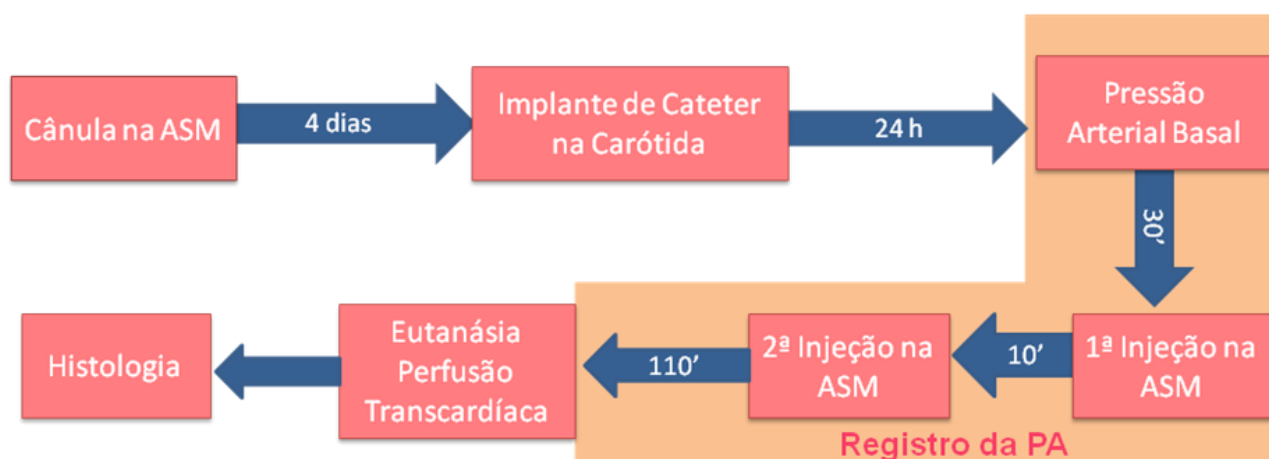 Cânula na ASM
4 dias
Implante de Cateter
na Carótida
24 h
Pressão
Arterial Basal
30'
1ª Injeção na
ASM
10'
2ª Injeção na
ASM
110'
Eutanásia
Perfusão
Transcardíaca
Histologia
Registro da PA